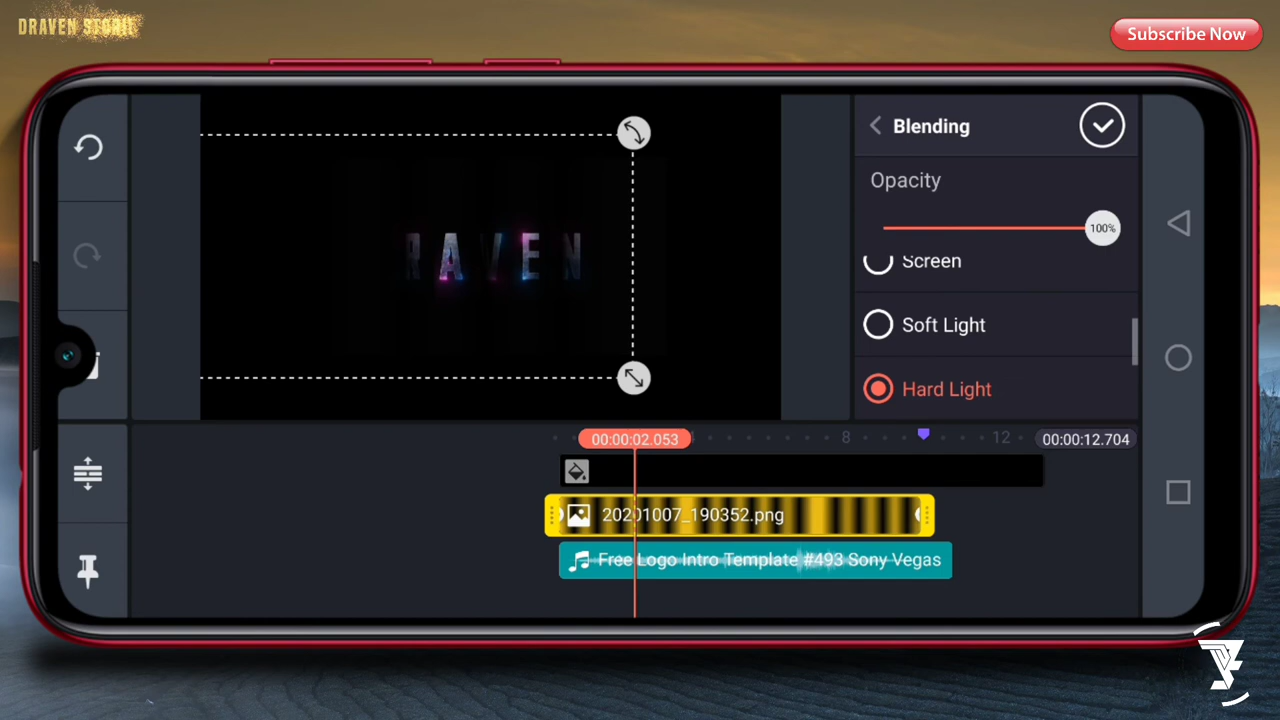 DRAVEN STORIE
Subscribe Now
Blending
Opacity
100%
Screen
Soft Light
Hard Light
RAVEN
00:00:02.053
8
12
00:00:12.704
20201007_190352.png
Free Logo Intro Template #493 Sony Vegas